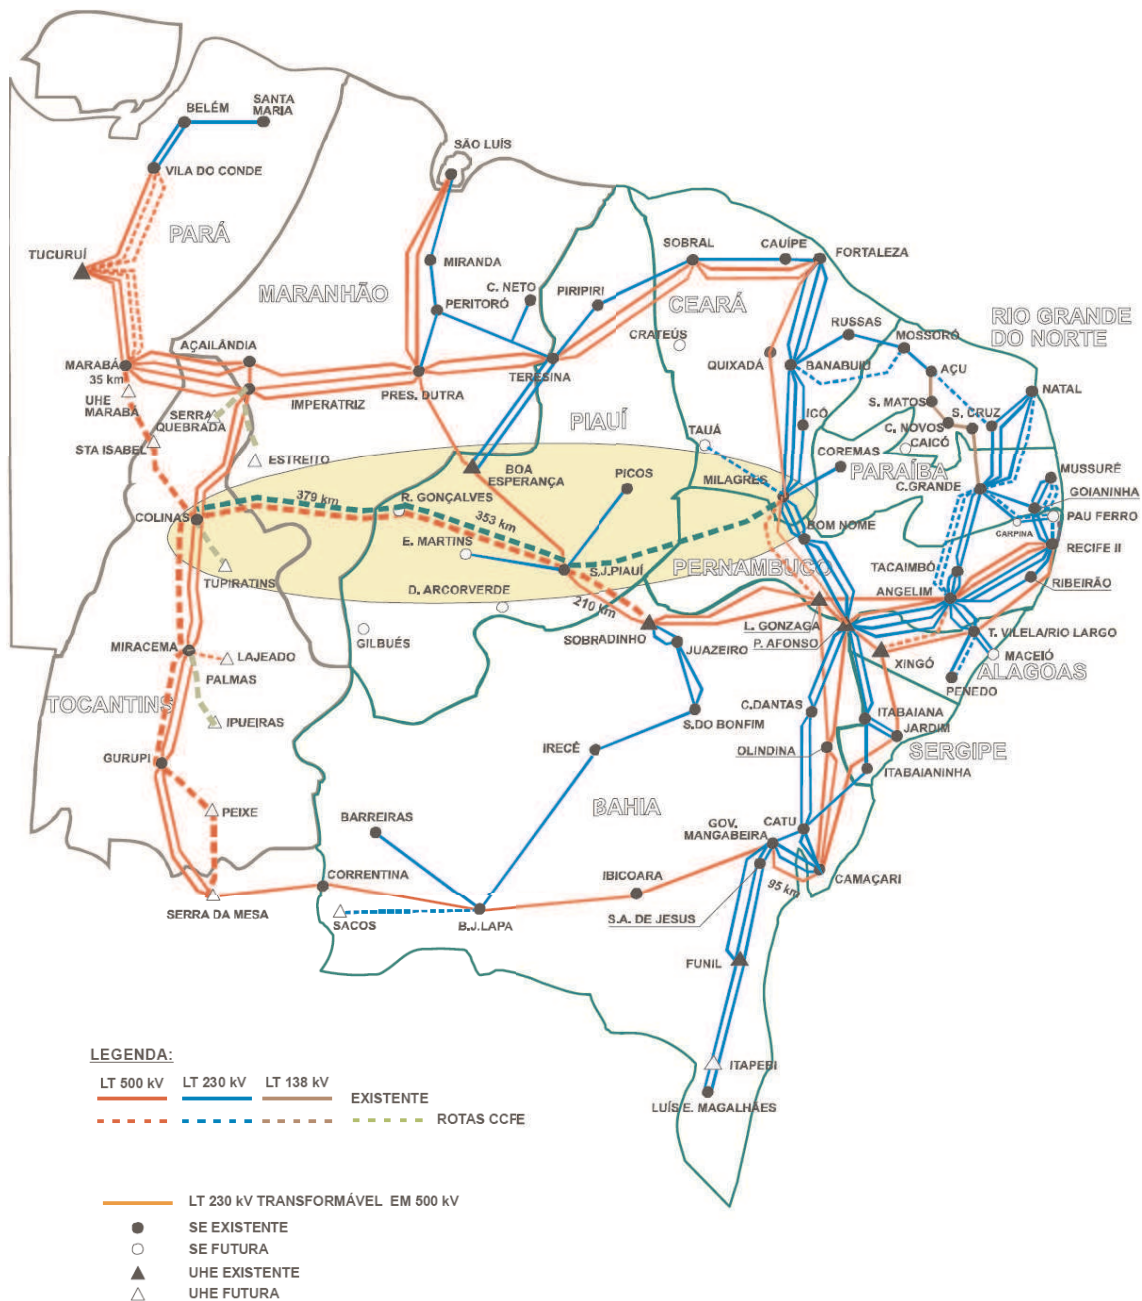 BELÉM
SANTA
MARIA
SÃO LUÍS
VILA DO CONDE
PARÁ
TUCURUÍ
MIRANDA
MARANHÃO
C. NETO
PIRIPIRI
PERITORÓ
SOBRAL
CAUÍPE
FORTALEZA
CEARÁ
CRATEÚS
RUSSAS
MOSSORÓ
RIO GRANDE
DO NORTE
AÇAILÂNDIA
MARABÁ
35 km
UHE
MARABÁ
IMPERATRIZ
PRES. DUTRA
TERESINA
QUIXADÁ
BANABUIÚ
AÇU
NATAL
S. MATOS
SERRA
QUEBRADA
PIAUÍ
ICÓ
S. CRUZ
C. NOVOS
CAICÓ
STA ISABEL
ESTREITO
TAUÁ
COREMAS
PARAÍBA
MUSSURÉ
BOA
ESPERANÇA
PICOS
MILAGRES
C.GRANDE
GOIANINHA
379 km
R. GONÇALVES
COLINAS
353 km
BOM NOME
CARPINA
PAU FERRO
E. MARTINS
RECIFE II
S.J.PIAUÍ
PERNAMBUCO
TACAIMBÓ
TUPIRATINS
D. ARCORVERDE
210 km
ANGELIM
RIBEIRÃO
GILBUÉS
SOBRADINHO
L. GONZAGA
P. AFONSO
T. VILELA/RIO LARGO
MIRACEMA
LAJEADO
JUAZEIRO
XINGÓ
MACEIÓ
PALMAS
ALAGOAS
PENEDO
TOCANTINS
IPUEIRAS
S.DO BONFIM
C.DANTAS
ITABAIANA
JARDIM
GURUPI
IRECÊ
OLINDINA
SERGIPE
ITABAIANINHA
PEIXE
BARREIRAS
BAHIA
GOV.
MANGABEIRA
CATU
CORRENTINA
IBICOARA
95 km
CAMAÇARI
SERRA DA MESA
SACOS
B.J.LAPA
S.A. DE JESUS
FUNIL
ITAPEBI
LUÍS E. MAGALHÃES
LEGENDA:
LT 500 kV LT 230 kV LT 138 kV
EXISTENTE
ROTAS CCPE
LT 230 kV TRANSFORMÁVEL EM 500 kV
SE EXISTENTE
SE FUTURA
UHE EXISTENTE
UHE FUTURA